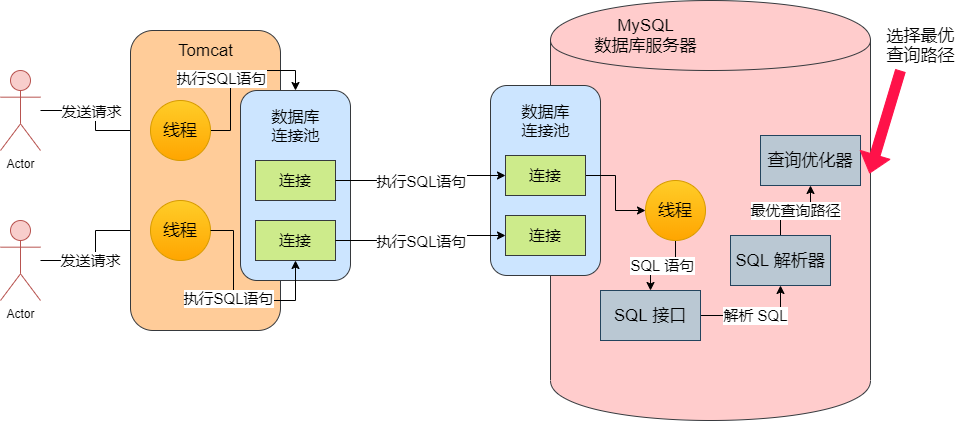 MySQL
数据库服务器
选择最优
查询路径
Tomcat
执行SQL语句
数据库
连接池
数据库
连接池
发送请求
线程
查询优化器
Actor
连接
执行SQL语句
连接
线程
最优查询路径
线程
连接
执行SQL语句
连接
发送请求
SQL 语句
SQL 解析器
执行SQL语句
Actor
SQL 接口
解析 SQL